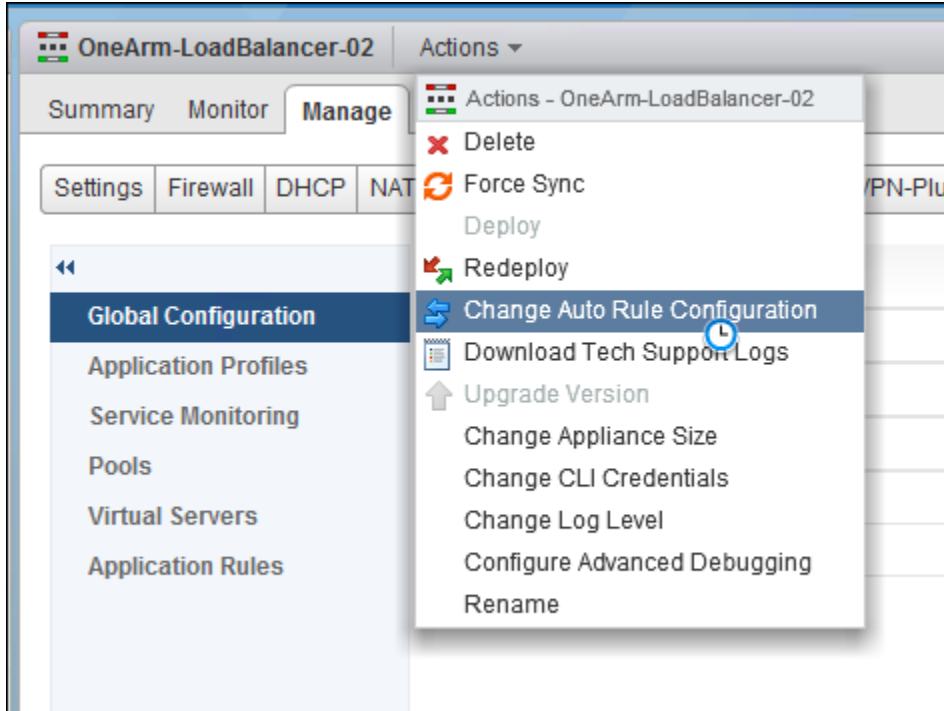 OneArm-LoadBalancer-02
Actions
Summary
Monitor
Manage
Settings
Firewall
DHCP
NAT
Global Configuration
Application Profiles
Service Monitoring
Pools
Virtual Servers
Application Rules
Actions - OneArm-LoadBalancer-02
Delete
Force Sync
Deploy
Redeploy
Change Auto Rule Configuration
Download Tech Support Logs
Upgrade Version
Change Appliance Size
Change CLI Credentials
Change Log Level
Configure Advanced Debugging
Rename